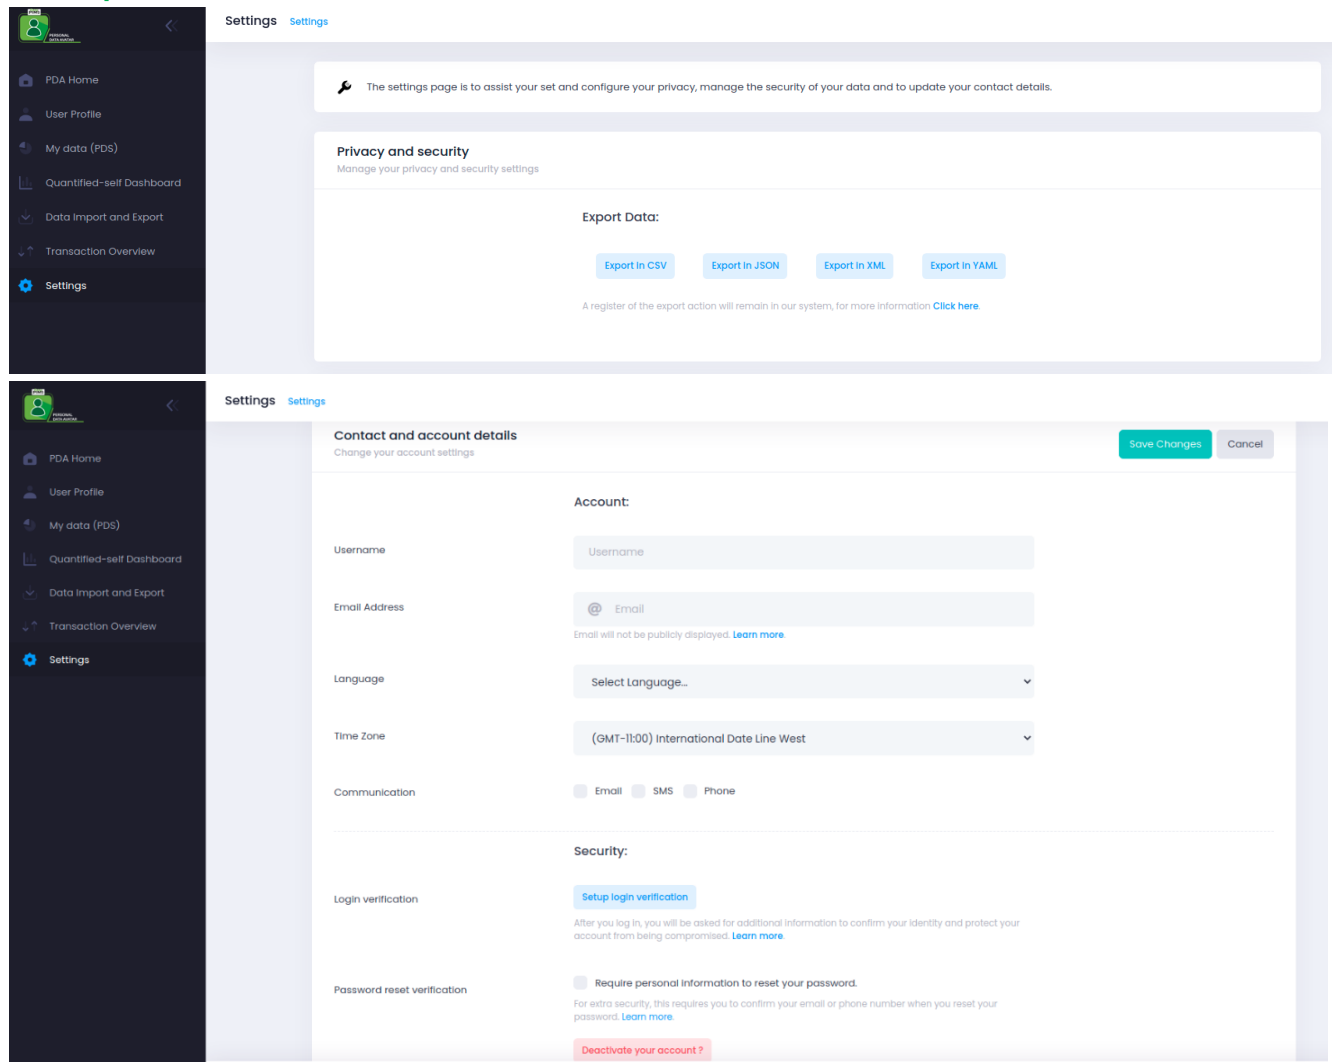 PERSONAL
DATA AVATAR
Settings Settings
PDA Home
User Profile
My data (PDS)
Quantified-self Dashboard
Data Import and Export
Transaction Overview
Settings
The settings page is to assist your set and configure your privacy, manage the security of your data and to update your contact details.
Privacy and security
Manage your privacy and security settings
Export Data:
Export In CSV Export In JSON Export In XML Export In YAML
A register of the export action will remain in our system, for more information Click here.
PERSONAL
DATA AVATAR
Settings Settings
PDA Home
User Profile
My data (PDS)
Quantified-self Dashboard
Data Import and Export
Transaction Overview
Settings
Contact and account details
Change your account settings
Save Changes Cancel
Account:
Username Username
Email Address @ Email
Email will not be publicly displayed. Learn more.
Language Select Language...
Time Zone (GMT-11:00) International Date Line West
Communication Email SMS Phone
Security:
Login verification Setup login verification
After you log in, you will be asked for additional information to confirm your identity and protect your
account from being compromised. Learn more.
Password reset verification Require personal information to reset your password.
For extra security, this requires you to confirm your email or phone number when you reset your
password. Learn more.
Deactivate your account ?